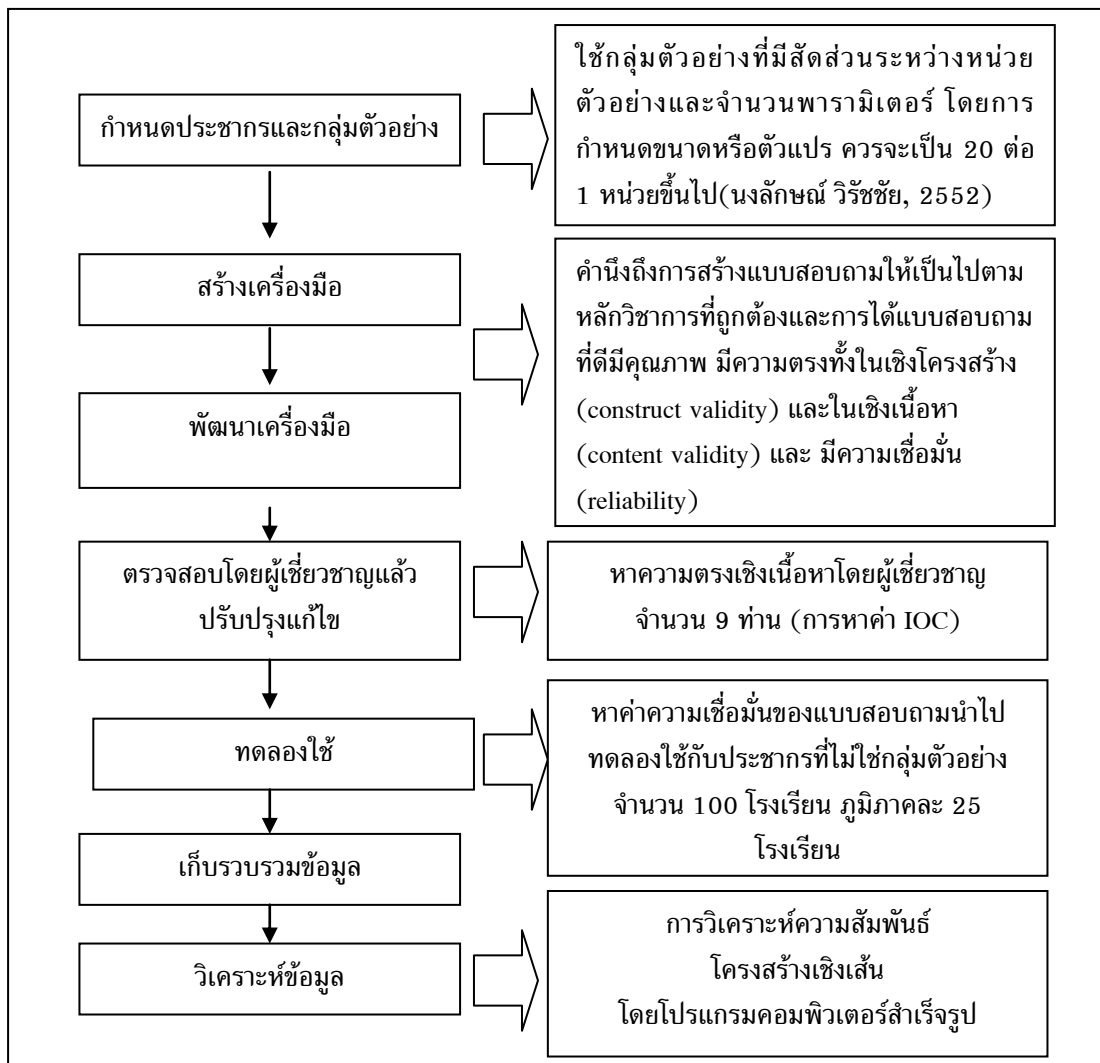 กำหนดประชากรและกลุ่มตัวอย่าง
ใช้กลุ่มตัวอย่างที่มีสัดส่วนระหว่างหน่วย
ตัวอย่างและจำนวนพารามิเตอร์ โดยการ
กำหนดขนาดหรือตัวแปร ควรจะเป็น 20 ต่อ
1 หน่วยขึ้นไป(นงลักษณ์ วิรัชชัย, 2552)
สร้างเครื่องมือ
พัฒนาเครื่องมือ
คำนึงถึงการสร้างแบบสอบถามให้เป็นไปตาม
หลักวิชาการที่ถูกต้องและการได้แบบสอบถาม
ที่ดีมีคุณภาพ มีความตรงทั้งในเชิงโครงสร้าง
(construct validity) และในเชิงเนื้อหา
(content validity) และ มีความเชื่อมั่น
(reliability)
ตรวจสอบโดยผู้เชี่ยวชาญแล้ว
ปรับปรุงแก้ไข
หาความตรงเชิงเนื้อหาโดยผู้เชี่ยวชาญ
จำนวน 9 ท่าน (การหาค่า IOC)
ทดลองใช้
หาค่าความเชื่อมั่นของแบบสอบถามนำไป
ทดลองใช้กับประชากรที่ไม่ใช่กลุ่มตัวอย่าง
จำนวน 100 โรงเรียน ภูมิภาคละ 25
โรงเรียน
เก็บรวบรวมข้อมูล
วิเคราะห์ข้อมูล
การวิเคราะห์ความสัมพันธ์
โครงสร้างเชิงเส้น
โดยโปรแกรมคอมพิวเตอร์สำเร็จรูป